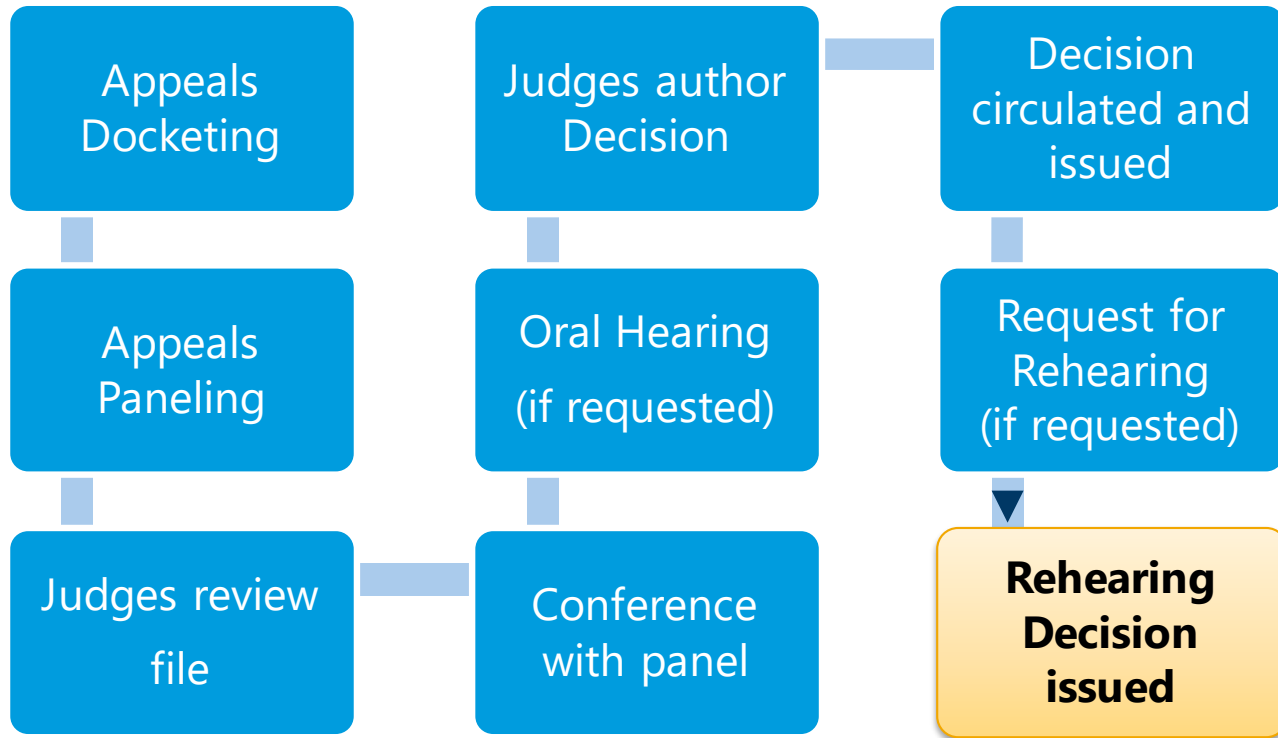 Appeals
Docketing
Appeals
Paneling
Judges review
file
Conference
with panel
Oral Hearing
(if requested)
Judges author
Decision
Decision
circulated and
issued
Request for
Rehearing
(if requested)
Rehearing
Decision
issued